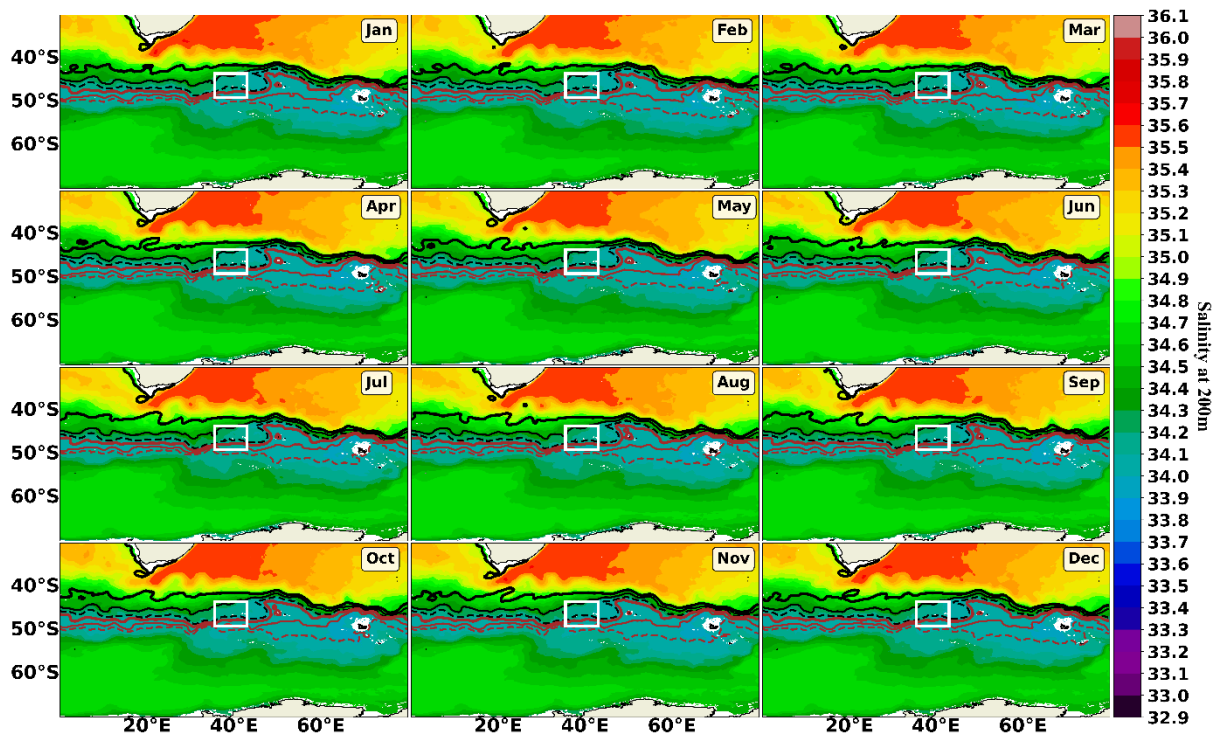 Jan Feb Mar
40°S
50°S
60°S
Apr May Jun
40°S
50°S
60°S
Jul Aug Sep
40°S
50°S
60°S
Oct Nov Dec
40°S
50°S
60°S
20°E 40°E 60°E 20°E 40°E 60°E 20°E 40°E 60°E
36.1
36.0
35.9
35.8
35.7
35.6
35.5
35.4
35.3
35.2
35.1
35.0
34.9
34.8
34.7
34.6
34.5
34.4
34.3
34.2
34.1
34.0
33.9
33.8
33.7
33.6
33.5
33.4
33.3
33.2
33.1
33.0
32.9
Salinity at 200m